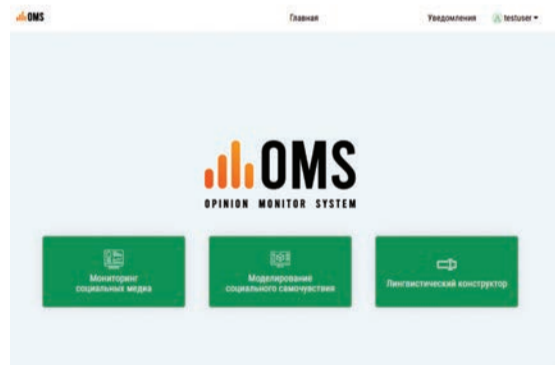 OMS
Главная
Уведомления
testuser
OMS
OPINION MONITOR SYSTEM
Мониторинг
социальных медиа
Моделирование
социального самочувствия
Лингвистический конструктор